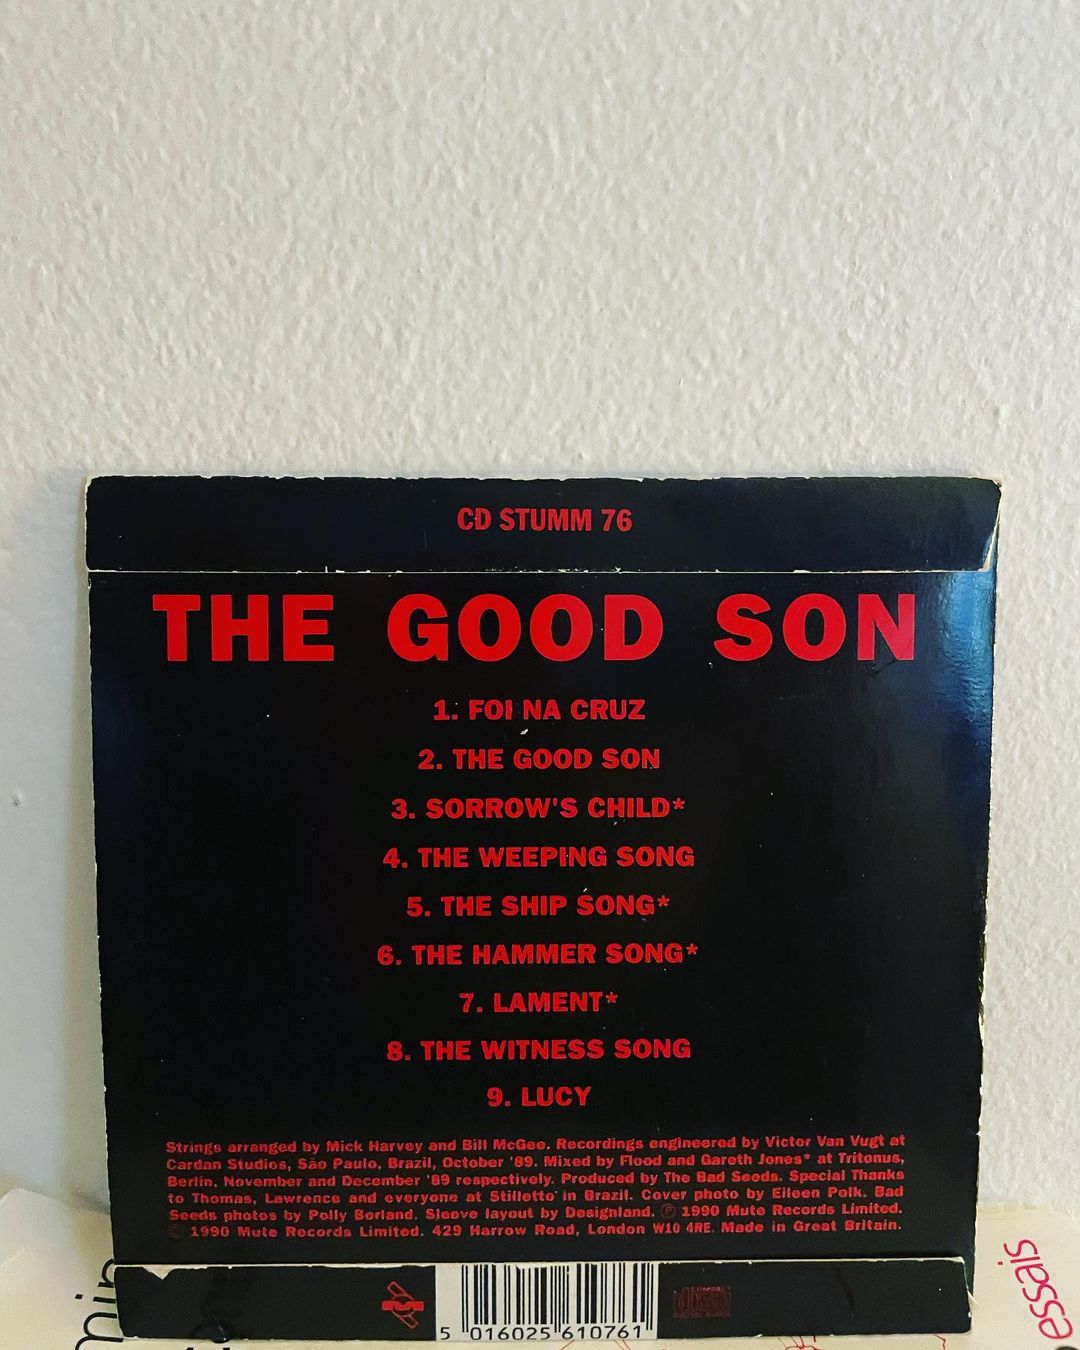 CD STUMM 76
THE GOOD SON
1. FOI NA CRUZ
2. THE GOOD SON
3. SORROW'S CHILD*
4. THE WEEPING SONG
5. THE SHIP SONG*
6. THE HAMMER SONG*
7. LAMENT*
8. THE WITNESS SONG
9. LUCY
Strings arranged by Mick Harvey and Bill McGee. Recordings engineered by Victor Van Vugt at
Cardan Studios, São Paulo, Brazil, October '89. Mixed by Flood and Gareth Jones* at Tritonus,
Berlin, November and December '89 respectively. Produced by The Bad Seeds. Special Thanks
to Thomas, Lawrence and everyone at Stilletto in Brazil. Cover photo by Eileen Polk. Bad
Seeds photos by Polly Borland. Sleeve layout by Designland. ℗ 1990 Mute Records Limited.
© 1990 Mute Records Limited. 429 Harrow Road, London W10 4RE. Made in Great Britain.
5 016025 610761
essais